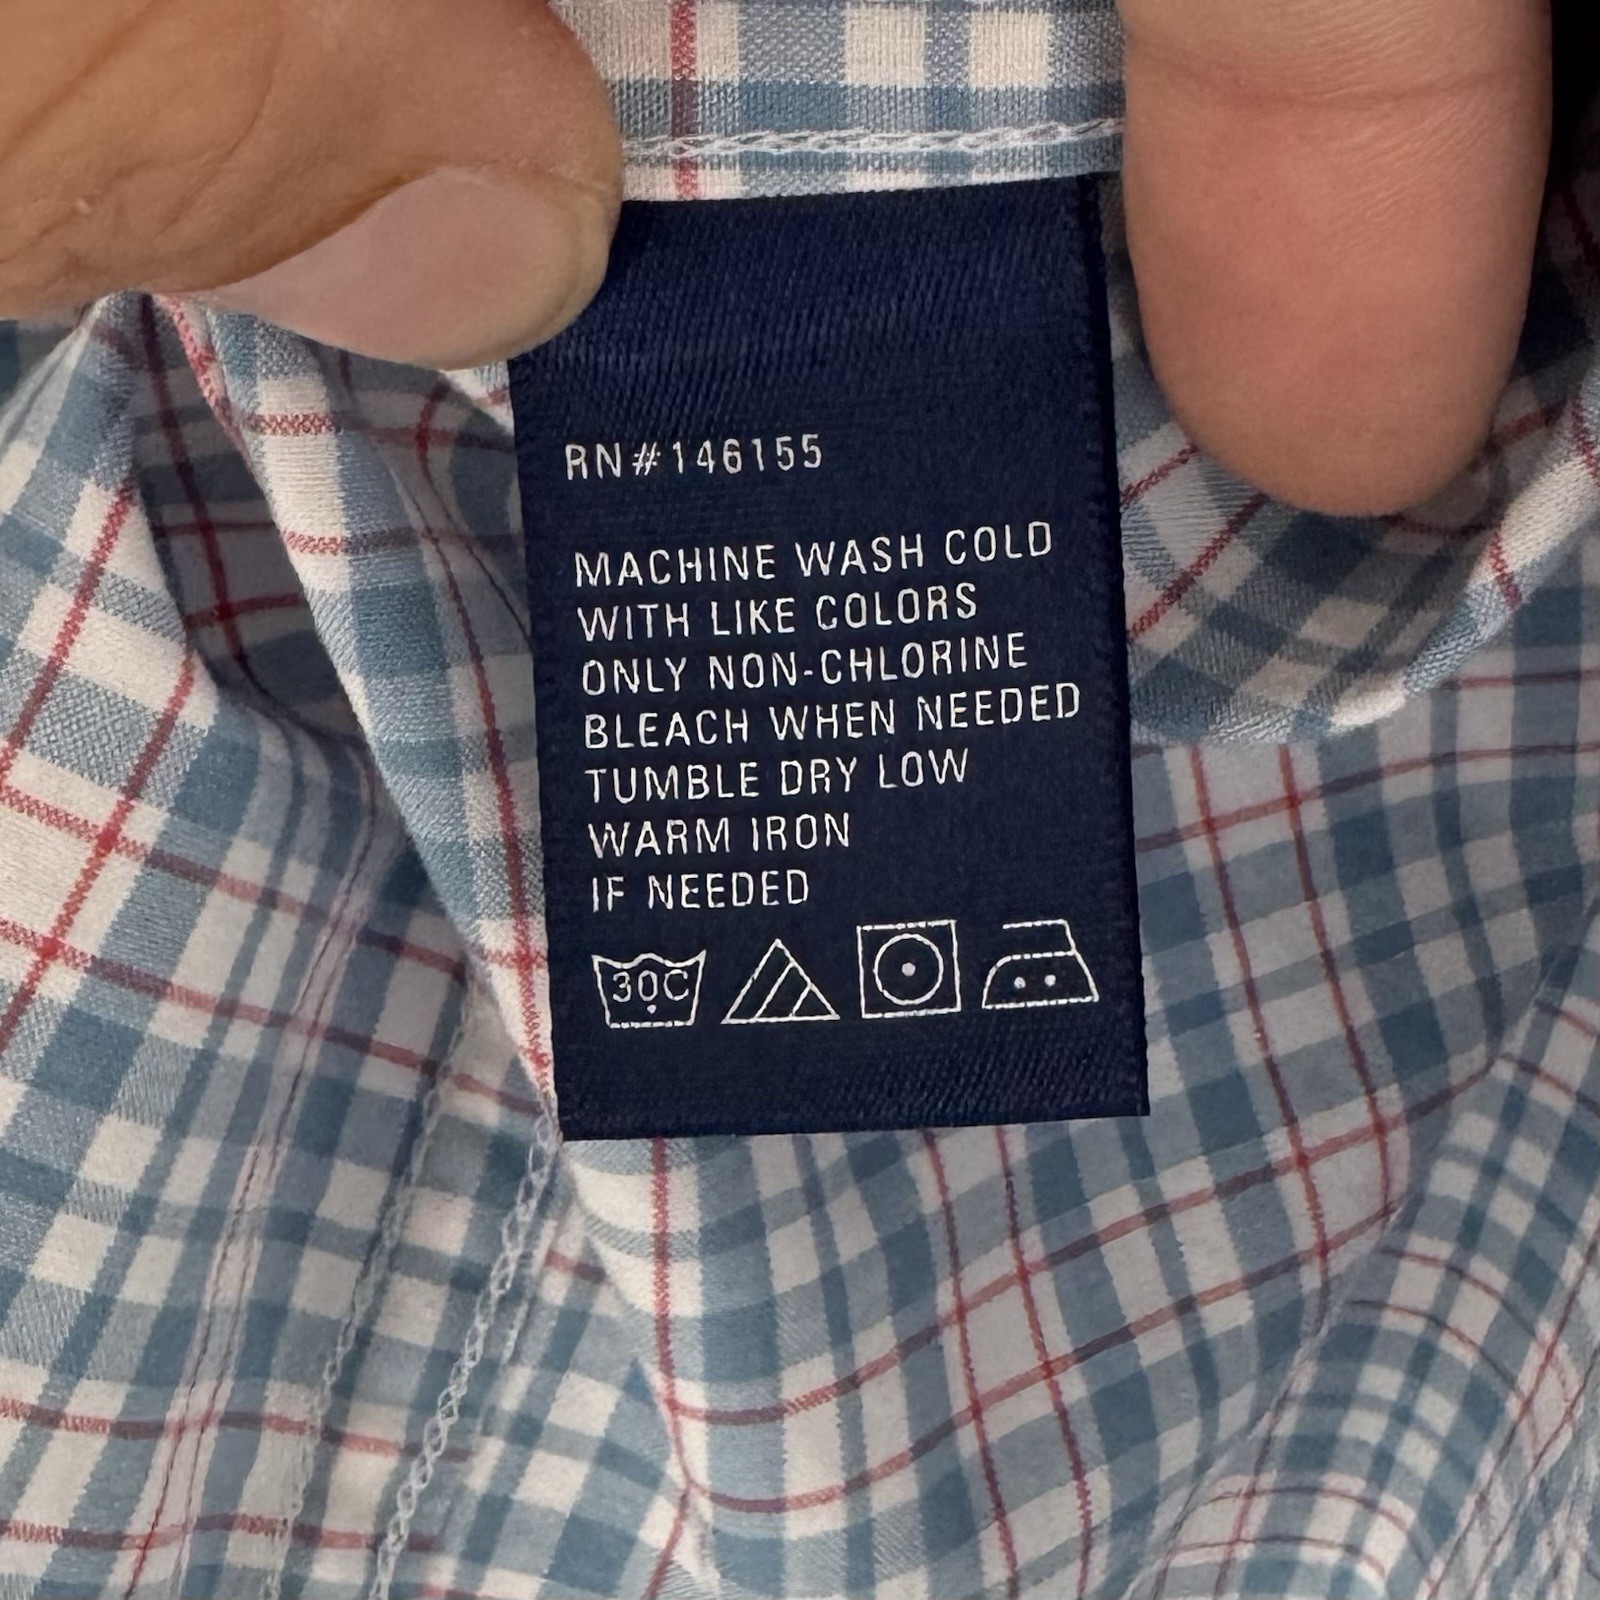 RN#146155
MACHINE WASH COLD
WITH LIKE COLORS
ONLY NON-CHLORINE
BLEACH WHEN NEEDED
TUMBLE DRY LOW
WARM IRON
IF NEEDED
30C